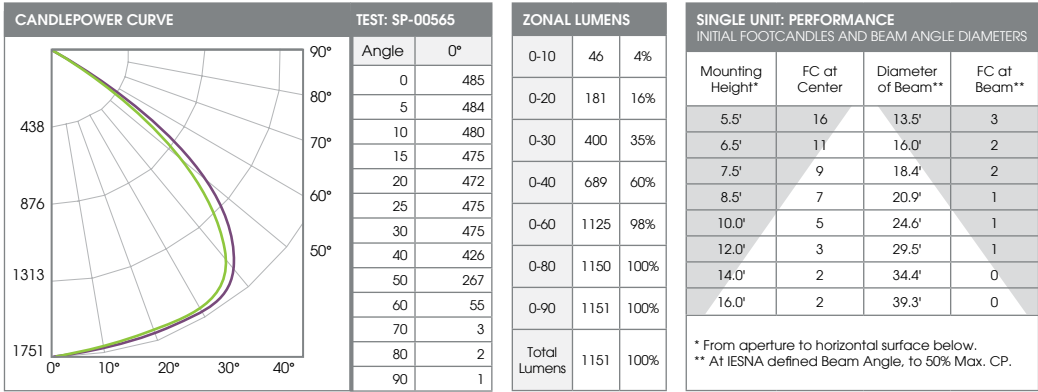 CANDLEPOWER CURVE
90°
80°
70°
60°
50°
438
876
1313
1751
0° 10° 20° 30° 40°
TEST: SP-00565
Angle 0°
0 485
5 484
10 480
15 475
20 472
25 475
30 475
40 426
50 267
60 55
70 3
80 2
90 1
ZONAL LUMENS
0-10 46 4%
0-20 181 16%
0-30 400 35%
0-40 689 60%
0-60 1125 98%
0-80 1150 100%
0-90 1151 100%
Total
Lumens 1151 100%
SINGLE UNIT: PERFORMANCE
INITIAL FOOTCANDLES AND BEAM ANGLE DIAMETERS
Mounting FC at Diameter FC at
Height* Center of Beam** Beam**
5.5' 16 13.5' 3
6.5' 11 16.0' 2
7.5' 9 18.4' 2
8.5' 7 20.9' 1
10.0' 5 24.6' 1
12.0' 3 29.5' 1
14.0' 2 34.4' 0
16.0' 2 39.3' 0
* From aperture to horizontal surface below.
** At IESNA defined Beam Angle, to 50% Max. CP.